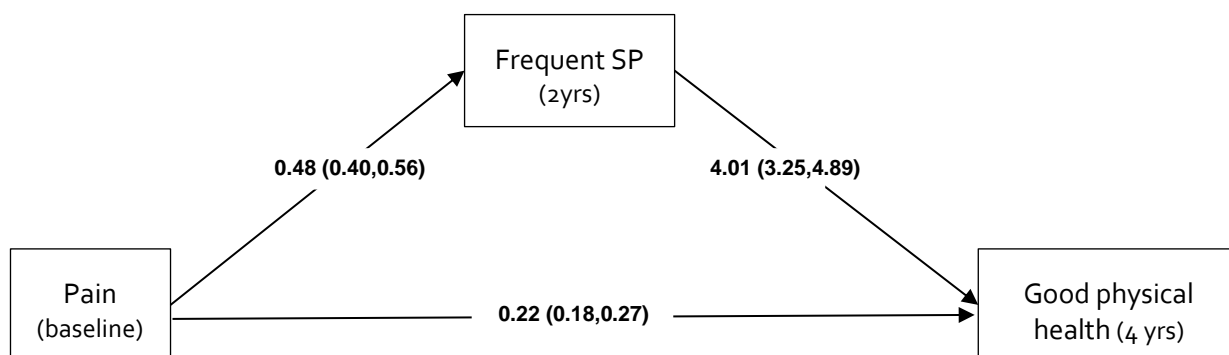 Frequent SP
(2yrs)
0.48 (0.40,0.56)
4.01 (3.25,4.89)
Pain
(baseline)
0.22 (0.18,0.27)
Good physical
health (4 yrs)